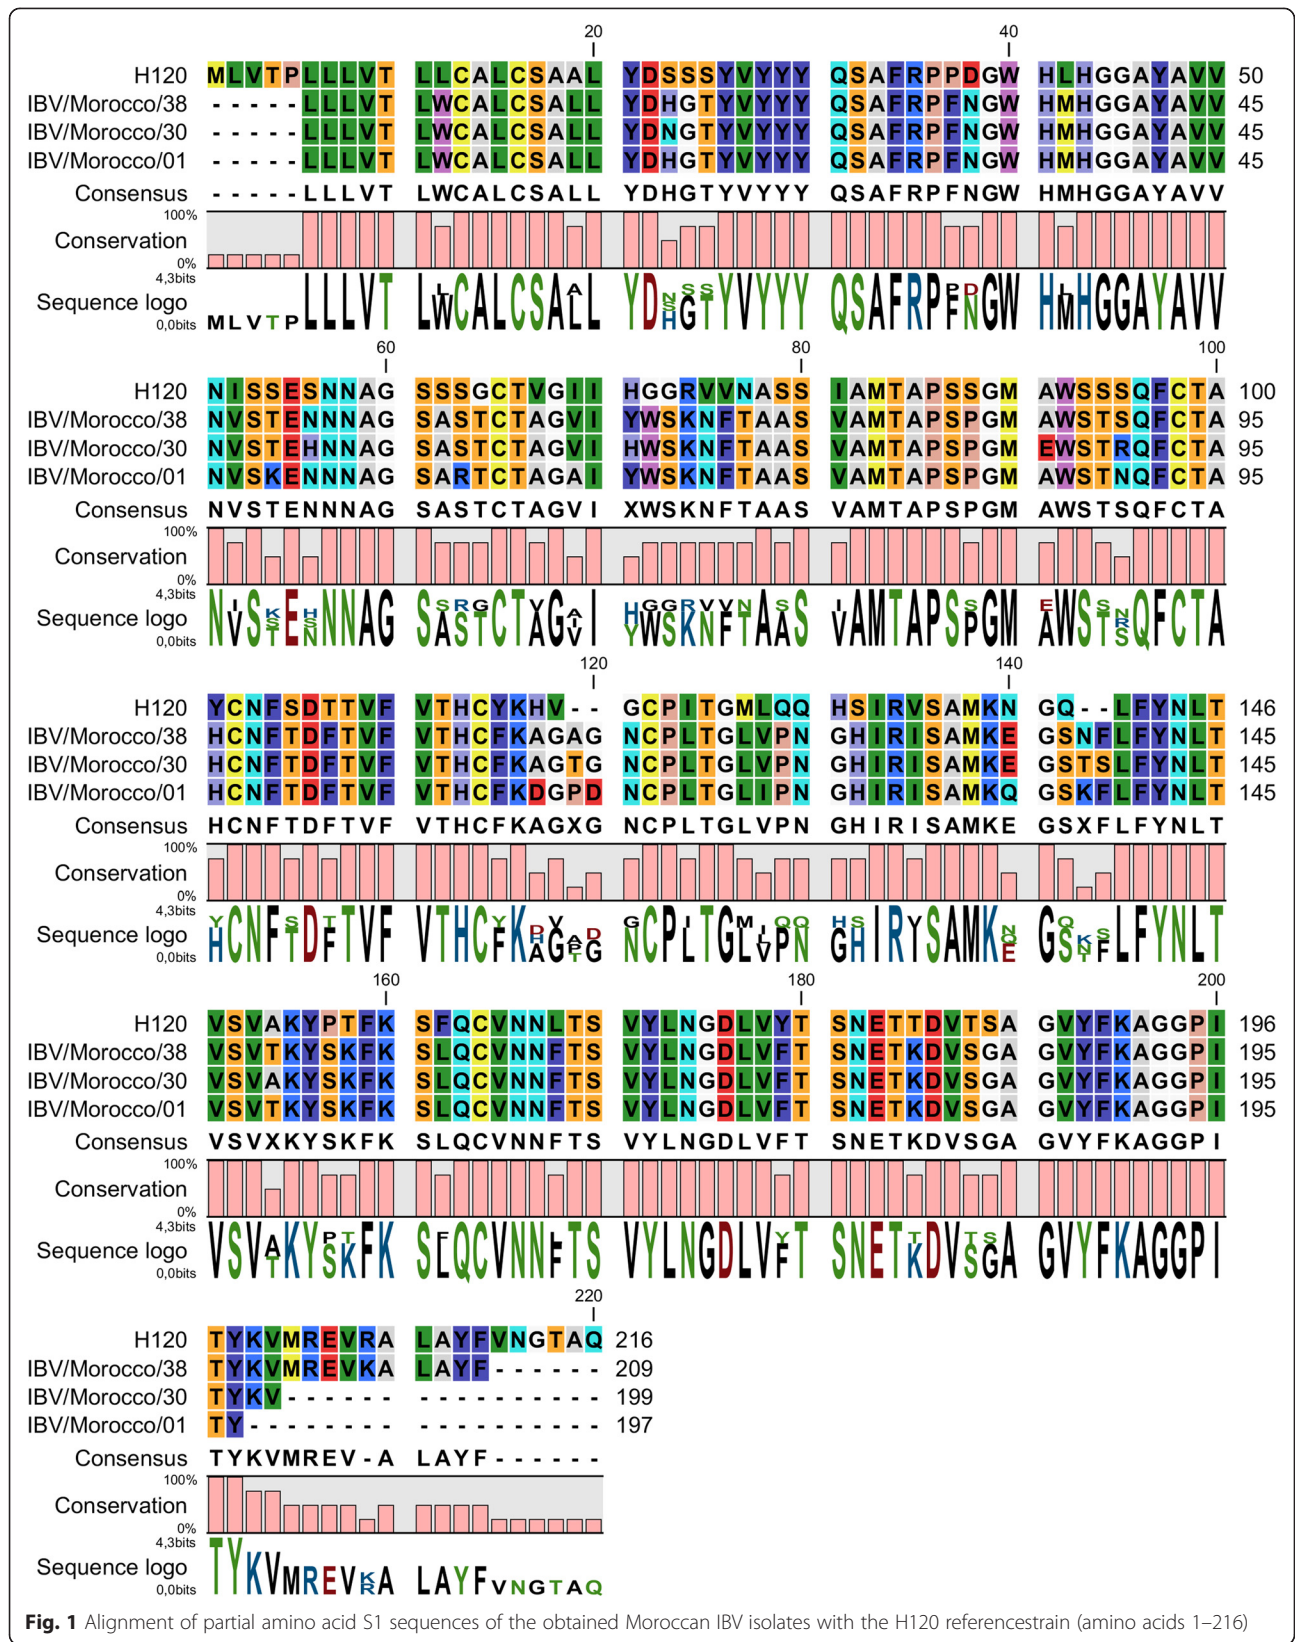 20 40
H120 MLVTPLLLVT LLCALCSAAL YDSSSYVYYY QSAFRPPDGW HLHGGAYAVV 50
IBV/Morocco/38 -----LLLVT LWCALCSALL YDHGTYVYYY QSAFRPFNGW HMHGGAYAVV 45
IBV/Morocco/30 -----LLLVT LWCALCSALL YDNGTYVYYY QSAFRPFNGW HMHGGAYAVV 45
IBV/Morocco/01 -----LLLVT LWCALCSALL YDHGTYVYYY QSAFRPFNGW HMHGGAYAVV 45
Consensus -----LLLVT LWCALCSALL YDHGTYVYYY QSAFRPFNGW HMHGGAYAVV
100%
Conservation
0%
4,3bits
Sequence logo
0,0bits
60 80 100
H120 NISSESNNAG SSSGCTVGII HGGRVVNASS IAMTAPSSGM AWSSSQFCTA 100
IBV/Morocco/38 NVSTENNNAG SASTCTAGVI YWSKNFTAAS VAMTAPSPGM AWSSSQFCTA 95
IBV/Morocco/30 NVSTEHNNAG SASTCTAGVI HWSKNFTAAS VAMTAPSPGM EWSTRQFCTA 95
IBV/Morocco/01 NVSKENNNAG SARTCTAGAI YWSKNFTAAS VAMTAPSPGM AWSTNQFCTA 95
Consensus NVSTENNNAG SASTCTAGVI XWSKNFTAAS VAMTAPSPGM AWSTSQFCTA
100%
Conservation
0%
4,3bits
Sequence logo
0,0bits
120 140
H120 YCNFSDTTVF VTHCYKHV-- GCPITGMLQQ HSIRVSAMKN GQ--LFYNLT 146
IBV/Morocco/38 HCNFTDFTVF VTHCFKAGAG NCPLTGLVPN GHIRISAMKE GSNFLFYNLT 145
IBV/Morocco/30 HCNFTDFTVF VTHCFKAGTG NCPLTGLVPN GHIRISAMKE GSTSLFYNLT 145
IBV/Morocco/01 HCNFTDFTVF VTHCFKDGPD NCPLTGLIPN GHIRISAMKQ GSKFLFYNLT 145
Consensus HCNFTDFTVF VTHCFKAGXG NCPLTGLVPN GHIRISAMKE GSXFLFYNLT
100%
Conservation
0%
4,3bits
Sequence logo
0,0bits
160 180 200
H120 VSVAKYPTFK SFQCVNNLTS VYLNGDLVYT SNETTDVTSA GVYFKAGGPI 196
IBV/Morocco/38 VSVTKYSKFK SLQCVNNFTS VYLNGDLVFT SNETKDVSGA GVYFKAGGPI 195
IBV/Morocco/30 VSVAKYSKFK SLQCVNNFTS VYLNGDLVFT SNETKDVSGA GVYFKAGGPI 195
IBV/Morocco/01 VSVTKYSKFK SLQCVNNFTS VYLNGDLVFT SNETKDVSGA GVYFKAGGPI 195
Consensus VSVXKYSKFK SLQCVNNFTS VYLNGDLVFT SNETKDVSGA GVYFKAGGPI
100%
Conservation
0%
4,3bits
Sequence logo
0,0bits
220
H120 TYKVMREVRA LAYFVNGTAQ 216
IBV/Morocco/38 TYKVMREVKA LAYF------ 209
IBV/Morocco/30 TYKV------ ---------- 199
IBV/Morocco/01 TY-------- ---------- 197
Consensus TYKVMREV-A LAYF------
100%
Conservation
0%
4,3bits
Sequence logo
0,0bits
Fig. 1 Alignment of partial amino acid S1 sequences of the obtained Moroccan IBV isolates with the H120 referencestrain (amino acids 1–216)